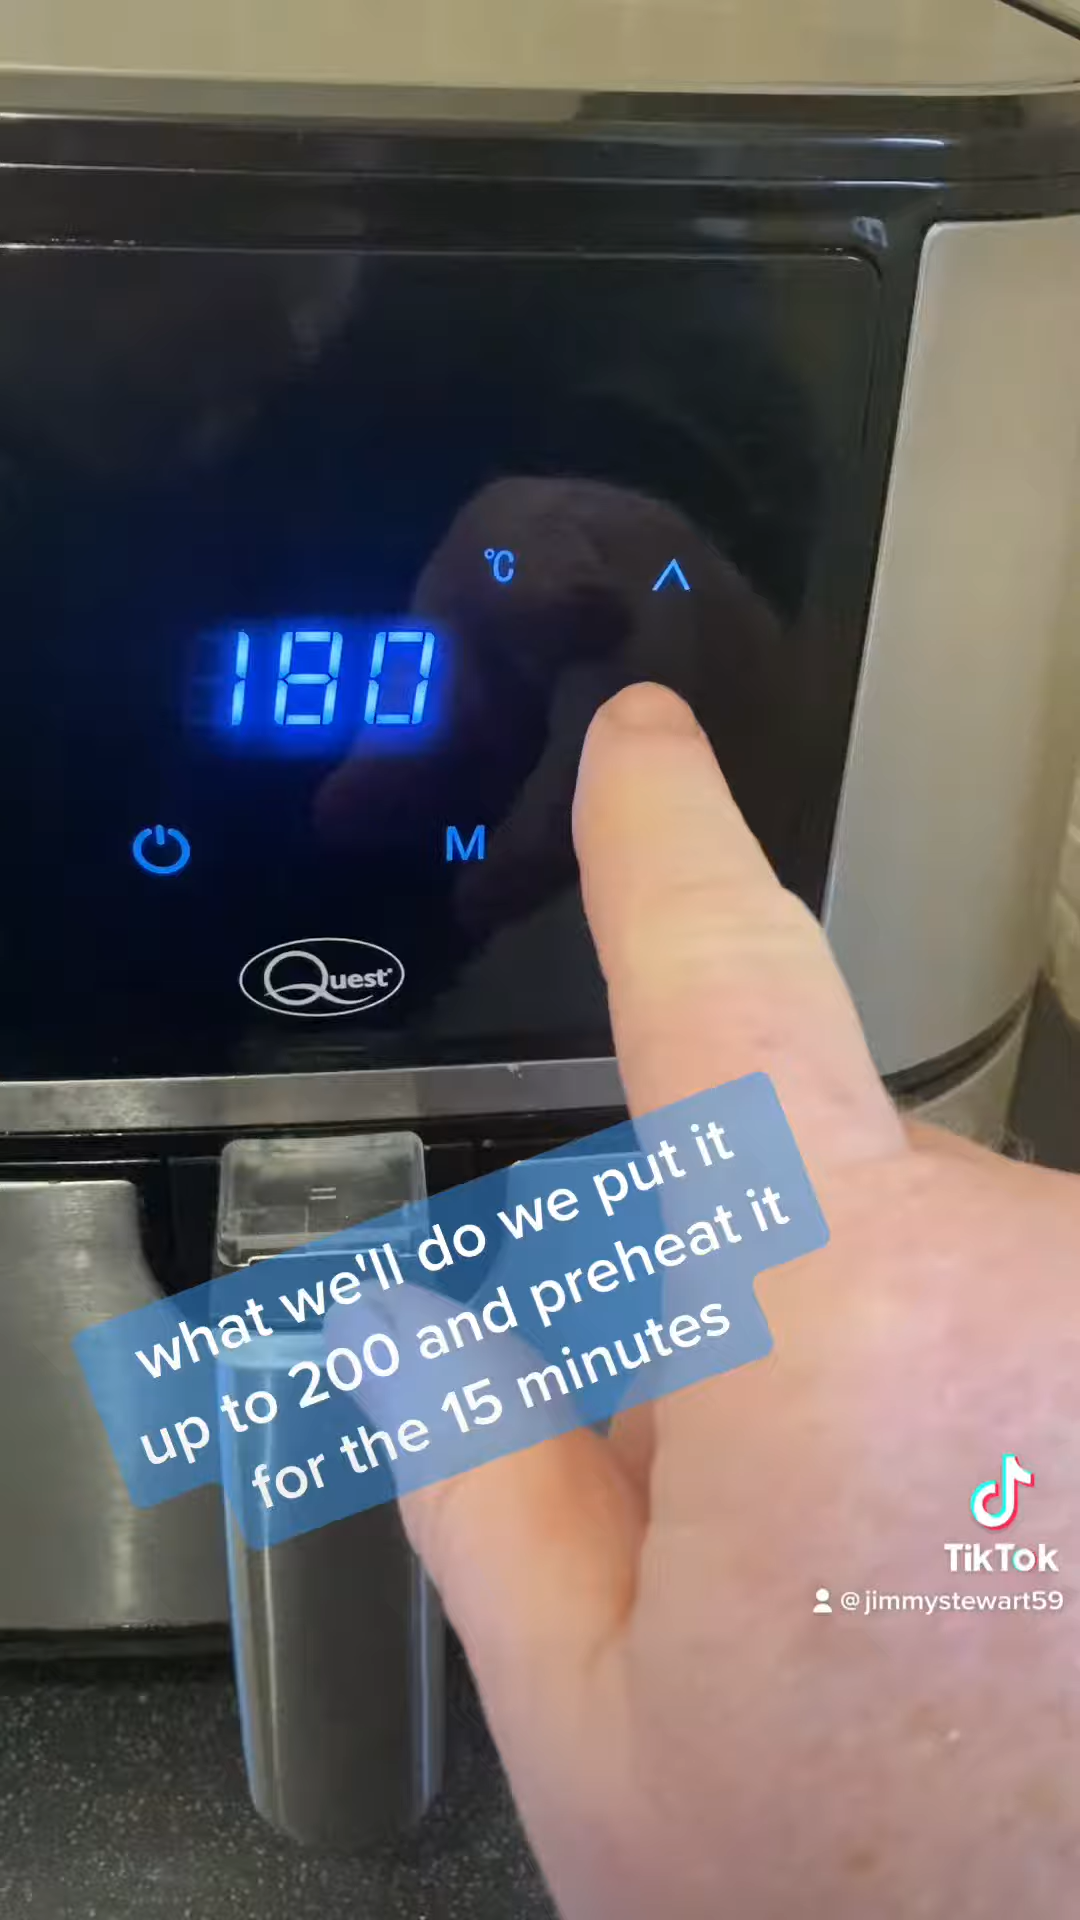 ℃
180
M
Quest
what we'll do we put it
up to 200 and preheat it
for the 15 minutes
TikTok
@jimmystewart59